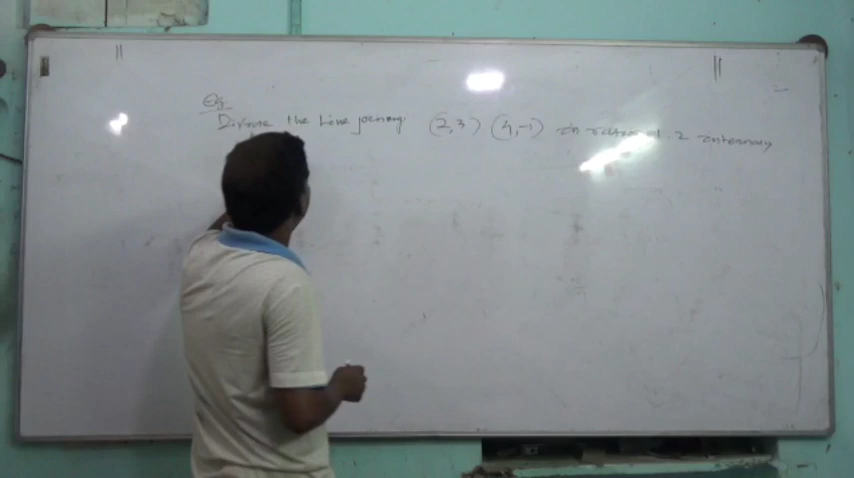 Eg.
Divide the line joining (2,3) (4,-1) in ratio 1:2 internally